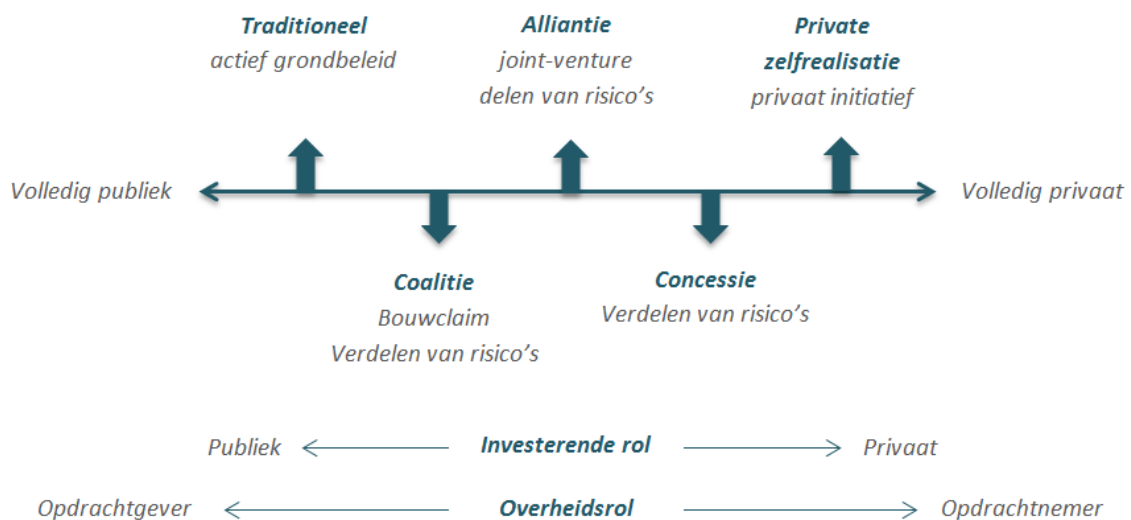 Traditioneel
actief grondbeleid
Alliantie
joint-venture
delen van risico's
Private
zelfrealisatie
privaat initiatief
Volledig publiek
Volledig privaat
Coalitie
Bouwclaim
Verdelen van risico's
Concessie
Verdelen van risico's
Publiek
Investerende rol
Privaat
Opdrachtgever
Overheidsrol
Opdrachtnemer